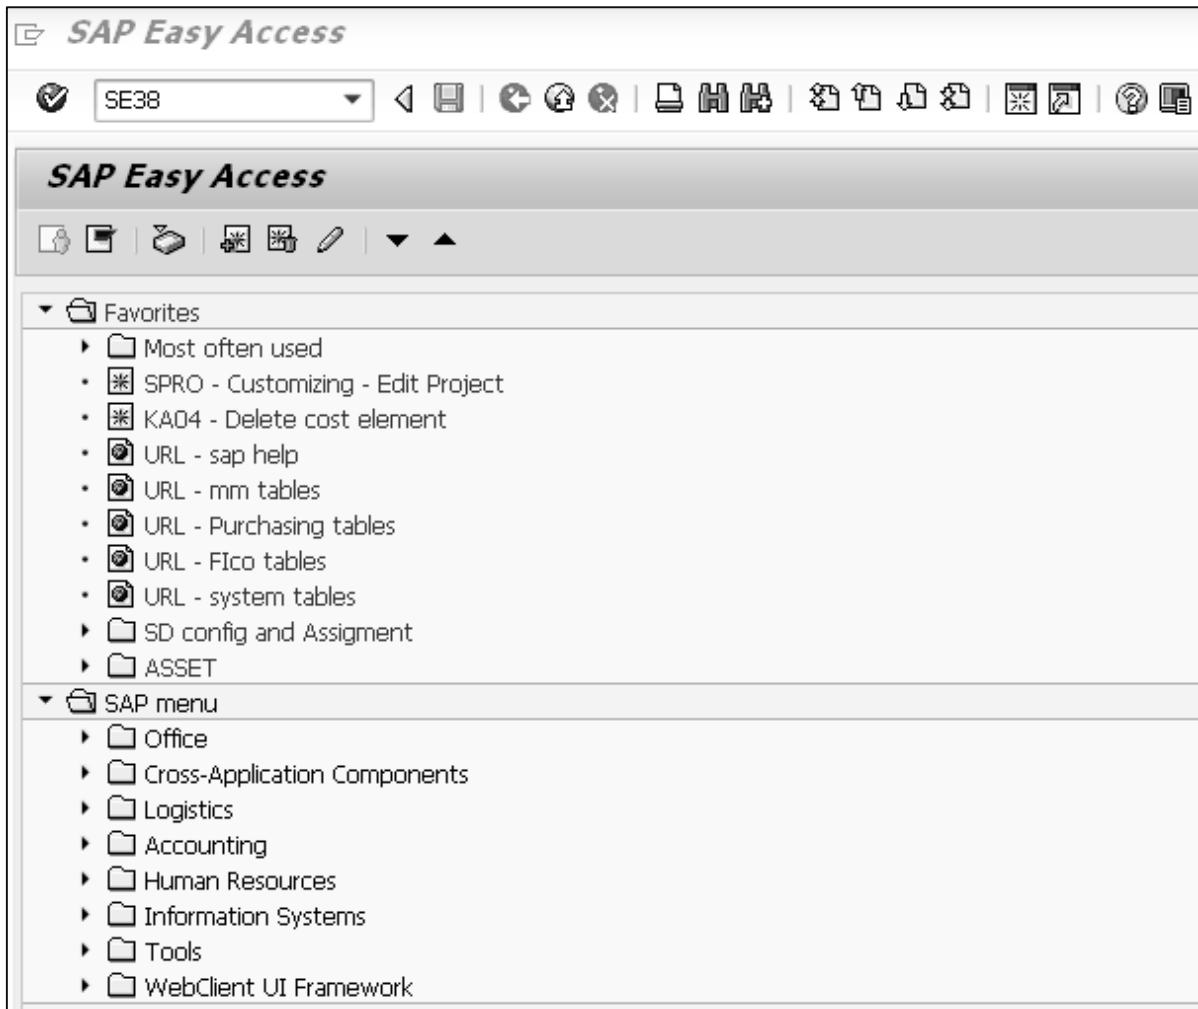 SAP Easy Access
SE38
SAP Easy Access
Favorites
Most often used
SPRO - Customizing - Edit Project
KA04 - Delete cost element
URL - sap help
URL - mm tables
URL - Purchasing tables
URL - FIco tables
URL - system tables
SD config and Assigment
ASSET
SAP menu
Office
Cross-Application Components
Logistics
Accounting
Human Resources
Information Systems
Tools
WebClient UI Framework